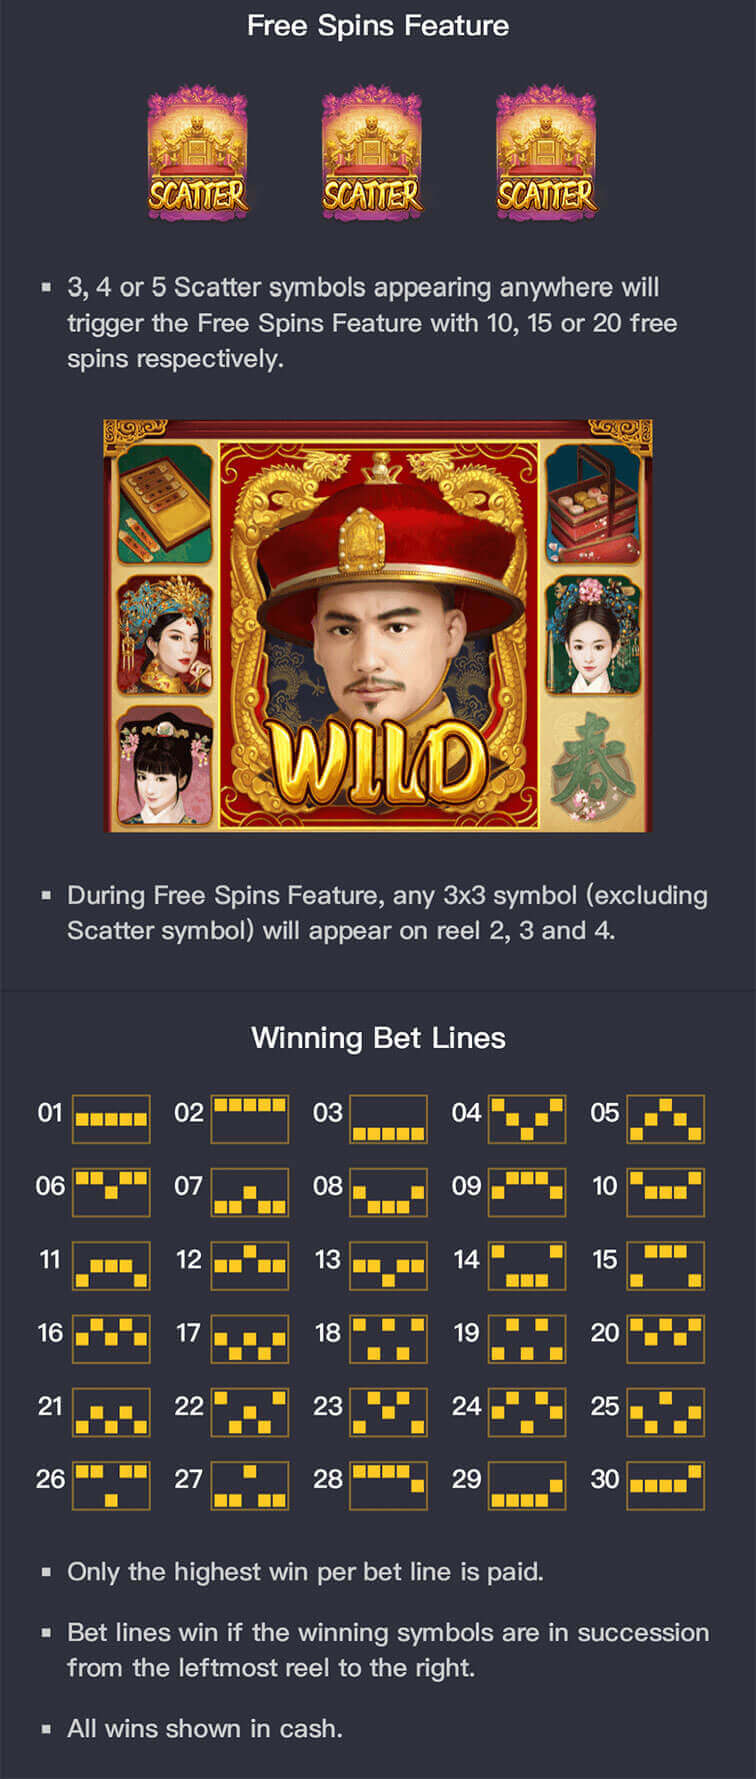 Free Spins Feature
SCATTER SCATTER SCATTER
3, 4 or 5 Scatter symbols appearing anywhere will
trigger the Free Spins Feature with 10, 15 or 20 free
spins respectively.
WILD
春
During Free Spins Feature, any 3x3 symbol (excluding
Scatter symbol) will appear on reel 2, 3 and 4.
Winning Bet Lines
01 02 03 04 05
06 07 08 09 10
11 12 13 14 15
16 17 18 19 20
21 22 23 24 25
26 27 28 29 30
Only the highest win per bet line is paid.
Bet lines win if the winning symbols are in succession
from the leftmost reel to the right.
All wins shown in cash.